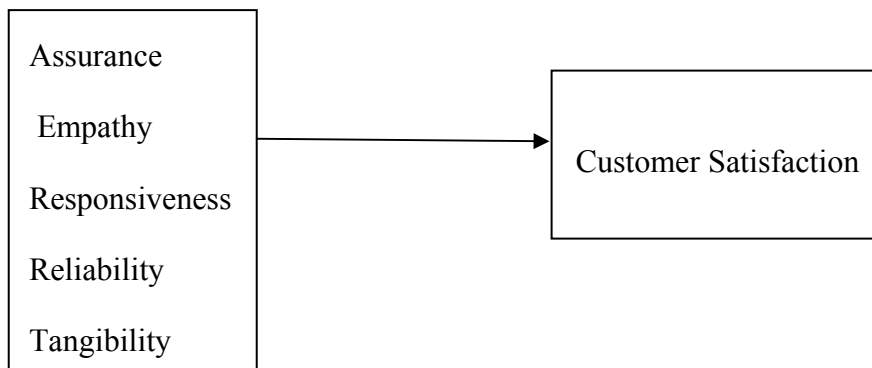 Assurance
Empathy
Responsiveness
Reliability
Tangibility
Customer Satisfaction